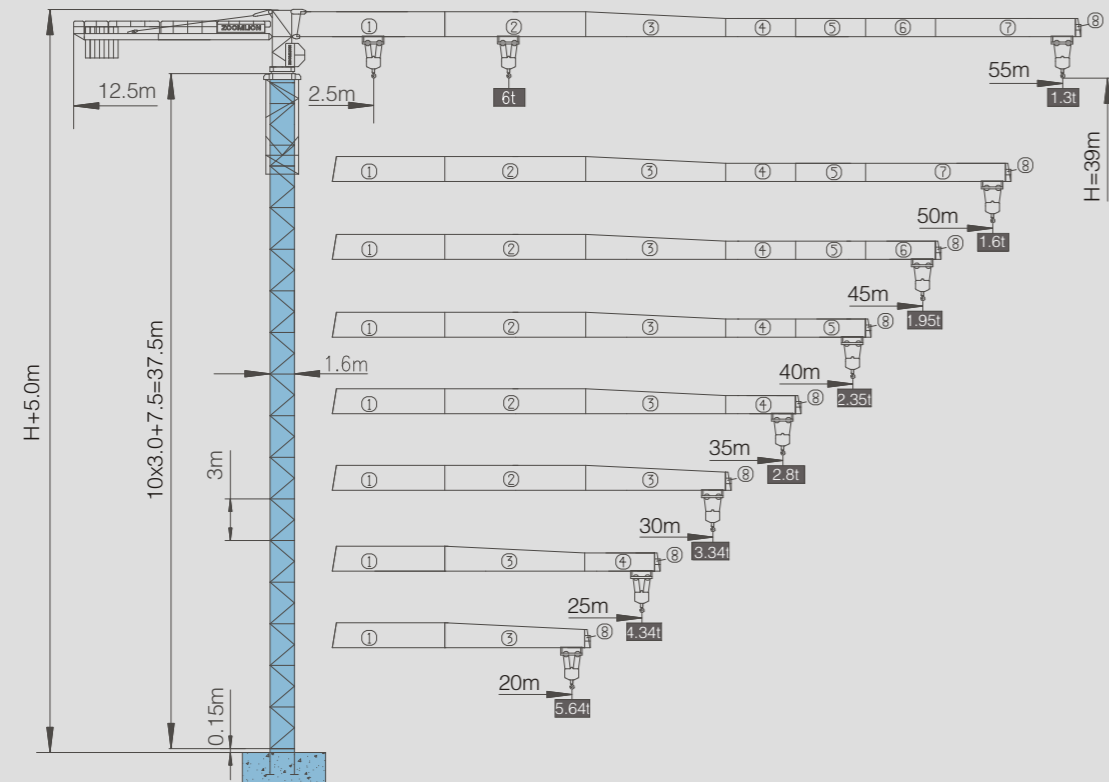 ZOOMLION
① ② ③ ④ ⑤ ⑥ ⑦ ⑧
12.5m
2.5m
6t
55m
1.3t
H=39m
① ② ③ ④ ⑤ ⑦ ⑧
50m
1.6t
① ② ③ ④ ⑤ ⑥ ⑧
45m
1.95t
① ② ③ ④ ⑤ ⑧
40m
2.35t
① ② ③ ④ ⑧
35m
2.8t
① ② ③ ⑧
30m
3.34t
① ③ ④ ⑧
25m
4.34t
① ③ ⑧
20m
5.64t
H+5.0m
10x3.0+7.5=37.5m
1.6m
3m
0.15m